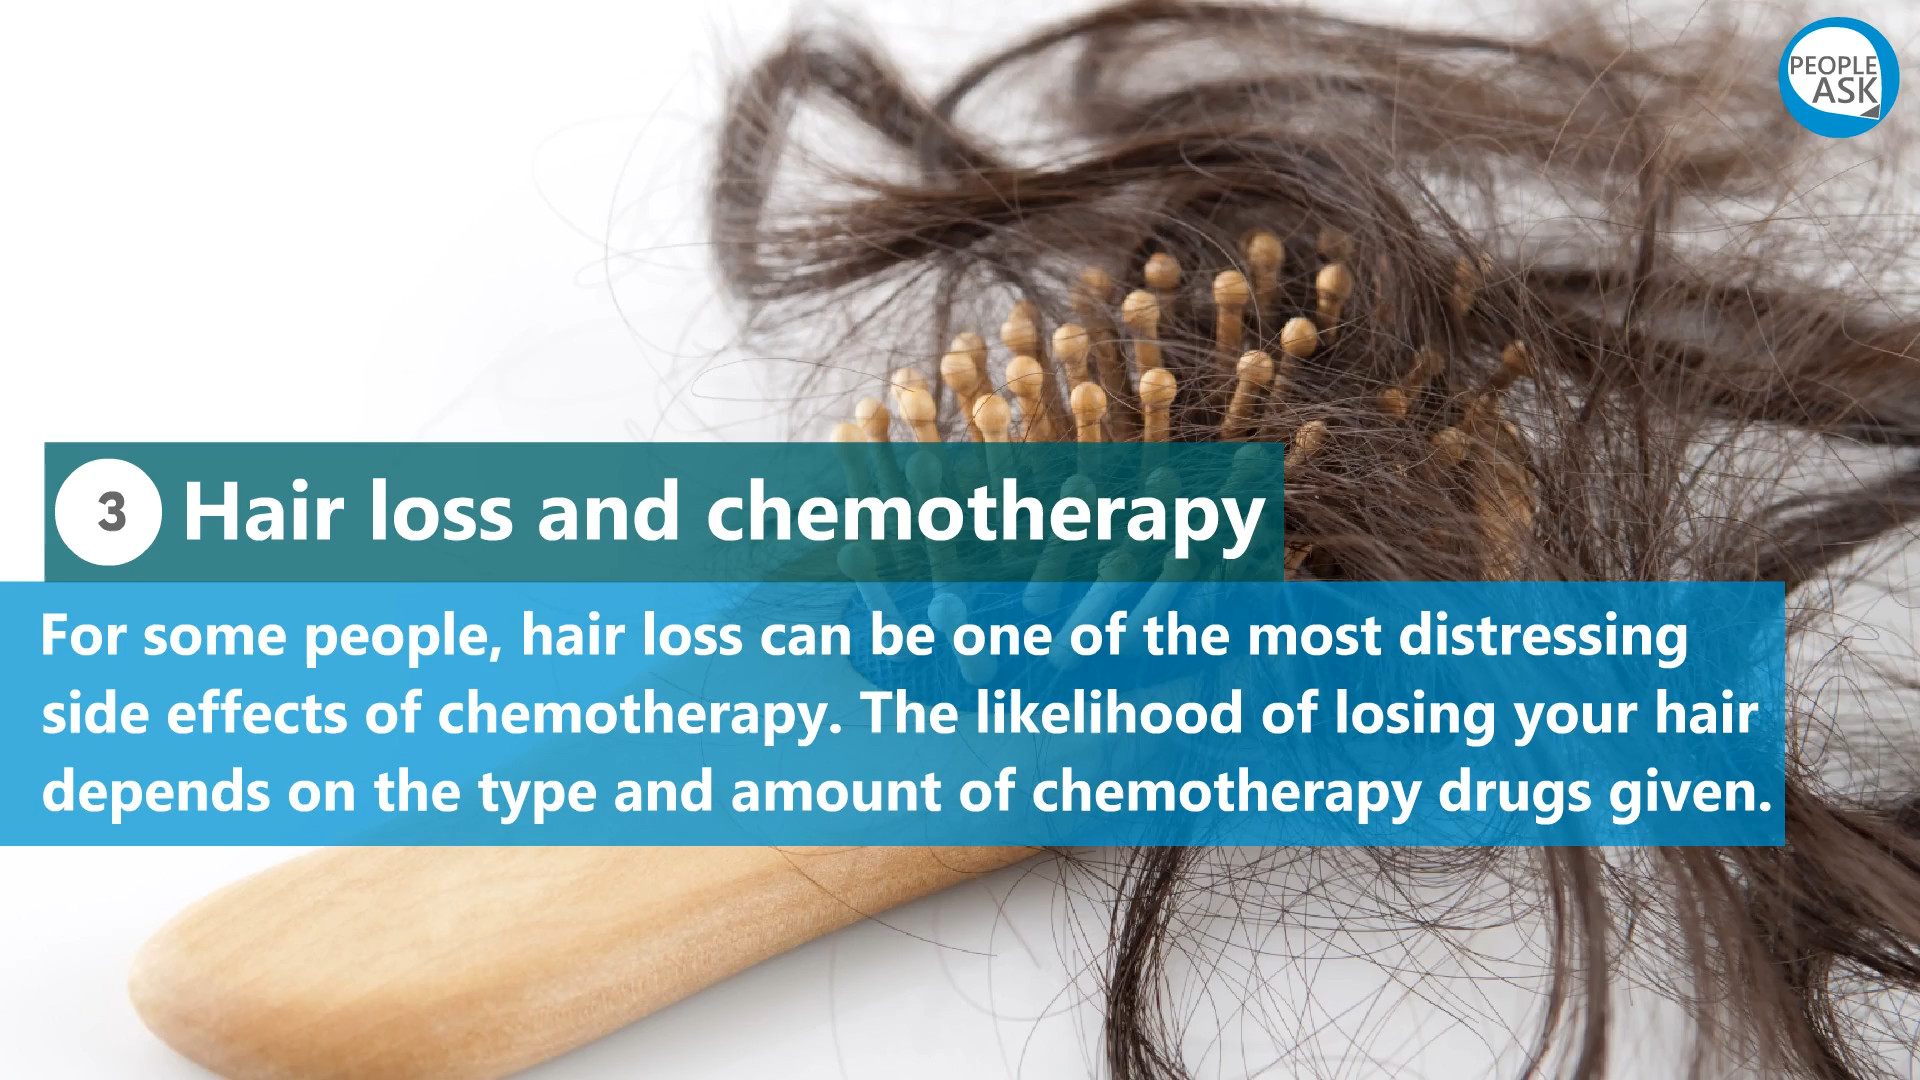 PEOPLE
ASK
3 Hair loss and chemotherapy
For some people, hair loss can be one of the most distressing
side effects of chemotherapy. The likelihood of losing your hair
depends on the type and amount of chemotherapy drugs given.